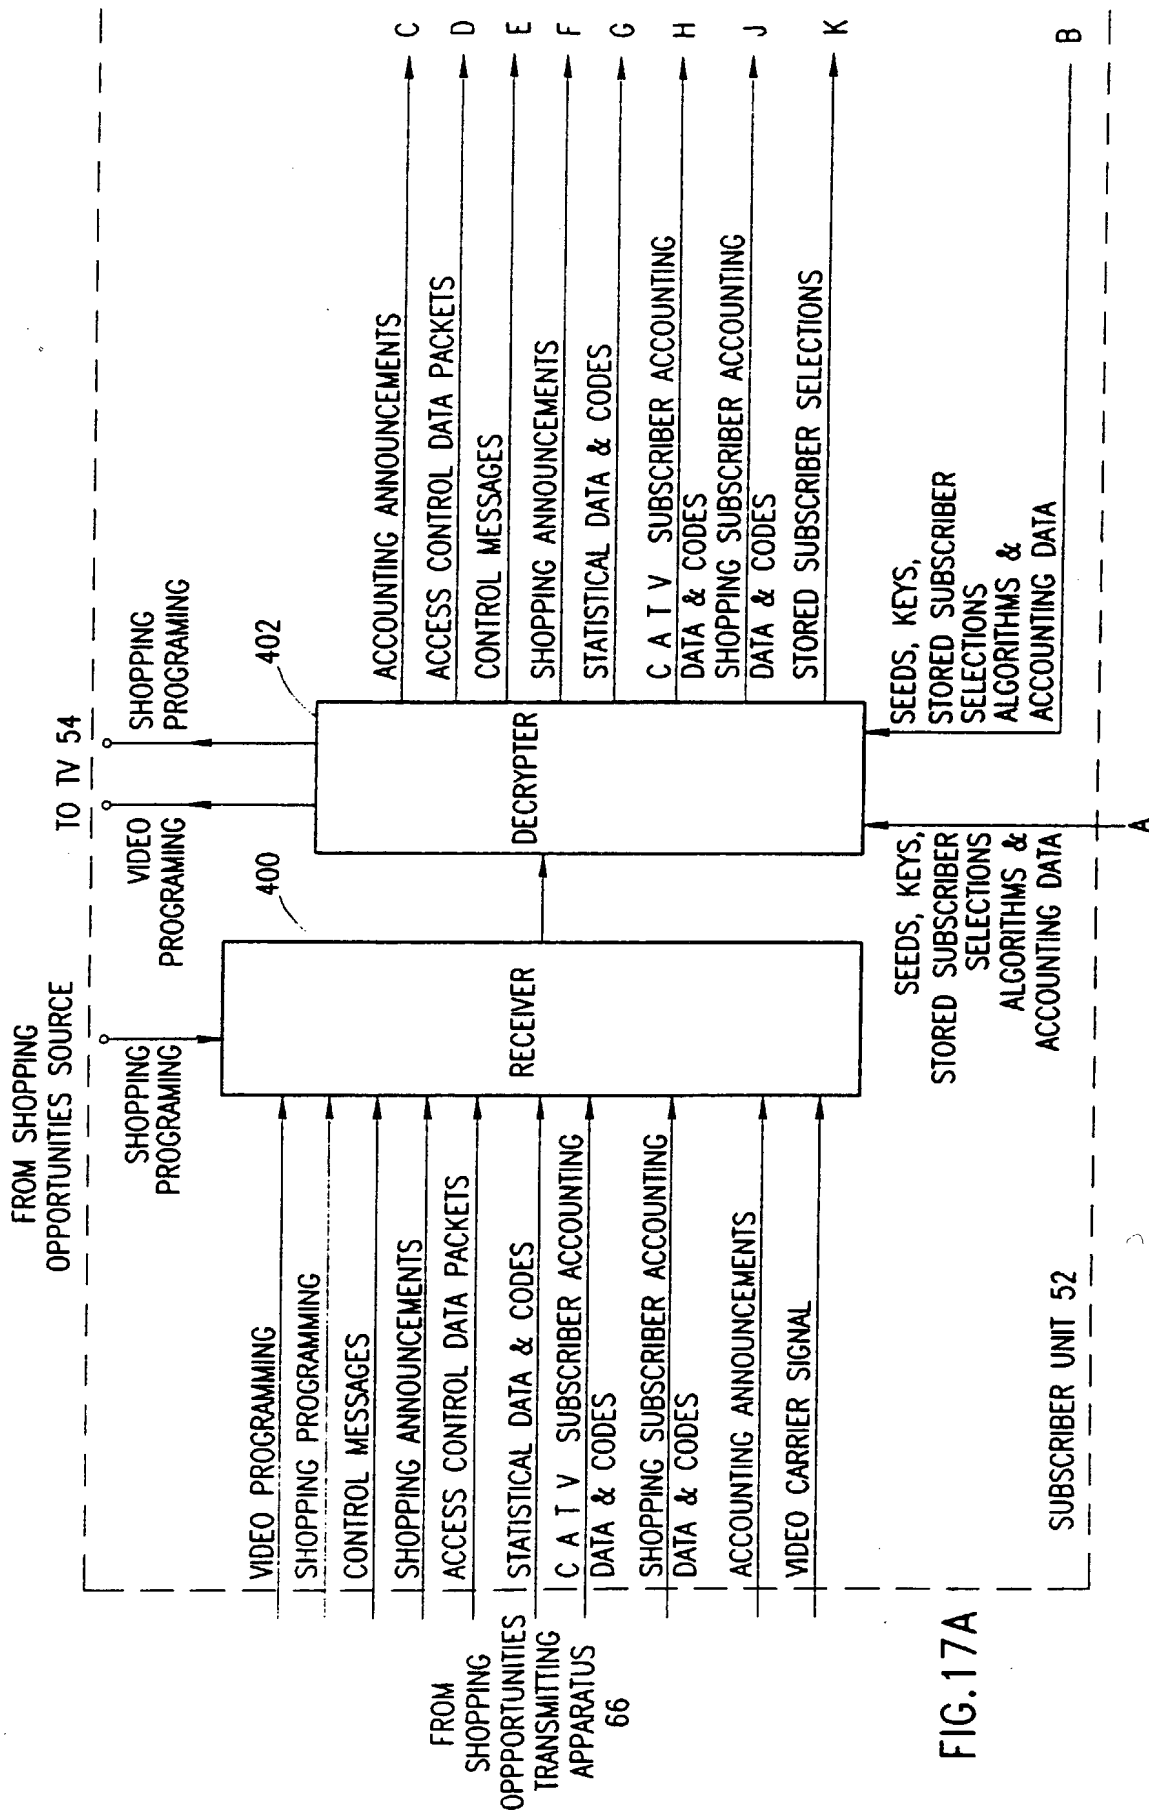 FROM SHOPPING
OPPORTUNITIES SOURCE
TO TV 54
SHOPPING
PROGRAMING
VIDEO
PROGRAMING
SHOPPING
PROGRAMING
400
402
VIDEO PROGRAMMING
SHOPPING PROGRAMMING
CONTROL MESSAGES
SHOPPING ANNOUNCEMENTS
ACCESS CONTROL DATA PACKETS
STATISTICAL DATA & CODES
C A T V SUBSCRIBER ACCOUNTING
DATA & CODES
SHOPPING SUBSCRIBER ACCOUNTING
DATA & CODES
ACCOUNTING ANNOUNCEMENTS
VIDEO CARRIER SIGNAL
FROM
SHOPPING
OPPPORTUNITIES
TRANSMITTING
APPARATUS
66
RECEIVER
DECRYPTER
ACCOUNTING ANNOUNCEMENTS
C
ACCESS CONTROL DATA PACKETS
D
CONTROL MESSAGES
E
SHOPPING ANNOUNCEMENTS
F
STATISTICAL DATA & CODES
G
C A T V SUBSCRIBER ACCOUNTING
DATA & CODES
H
SHOPPING SUBSCRIBER ACCOUNTING
DATA & CODES
J
STORED SUBSCRIBER SELECTIONS
K
SEEDS, KEYS,
STORED SUBSCRIBER
SELECTIONS
ALGORITHMS &
ACCOUNTING DATA
A
SEEDS, KEYS,
STORED SUBSCRIBER
SELECTIONS
ALGORITHMS &
ACCOUNTING DATA
B
SUBSCRIBER UNIT 52
FIG.17A